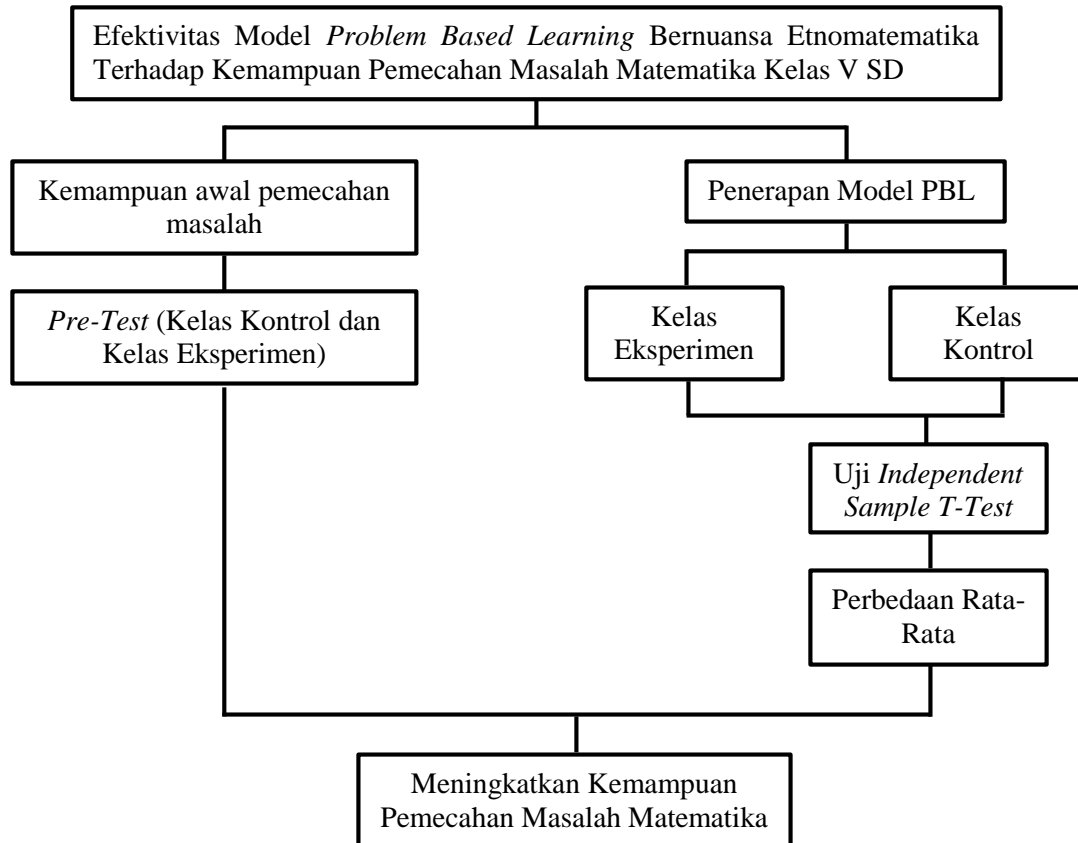 Efektivitas Model Problem Based Learning Bernuansa Etnomatematika
Terhadap Kemampuan Pemecahan Masalah Matematika Kelas V SD
Kemampuan awal pemecahan
masalah
Penerapan Model PBL
Pre-Test (Kelas Kontrol dan
Kelas Eksperimen)
Kelas
Eksperimen
Kelas
Kontrol
Uji Independent
Sample T-Test
Perbedaan Rata-
Rata
Meningkatkan Kemampuan
Pemecahan Masalah Matematika